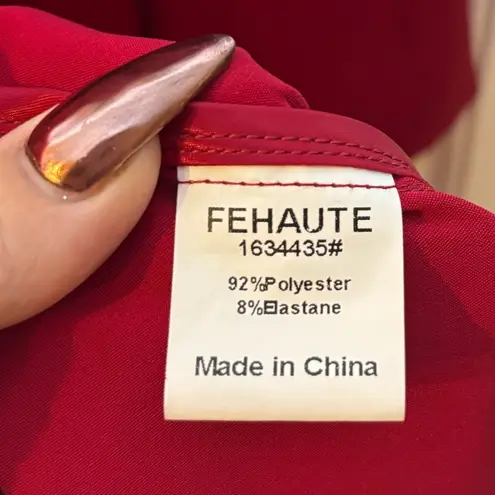 FEHAUTE
1634435#
92%Polyester
8%Elastane
Made in China